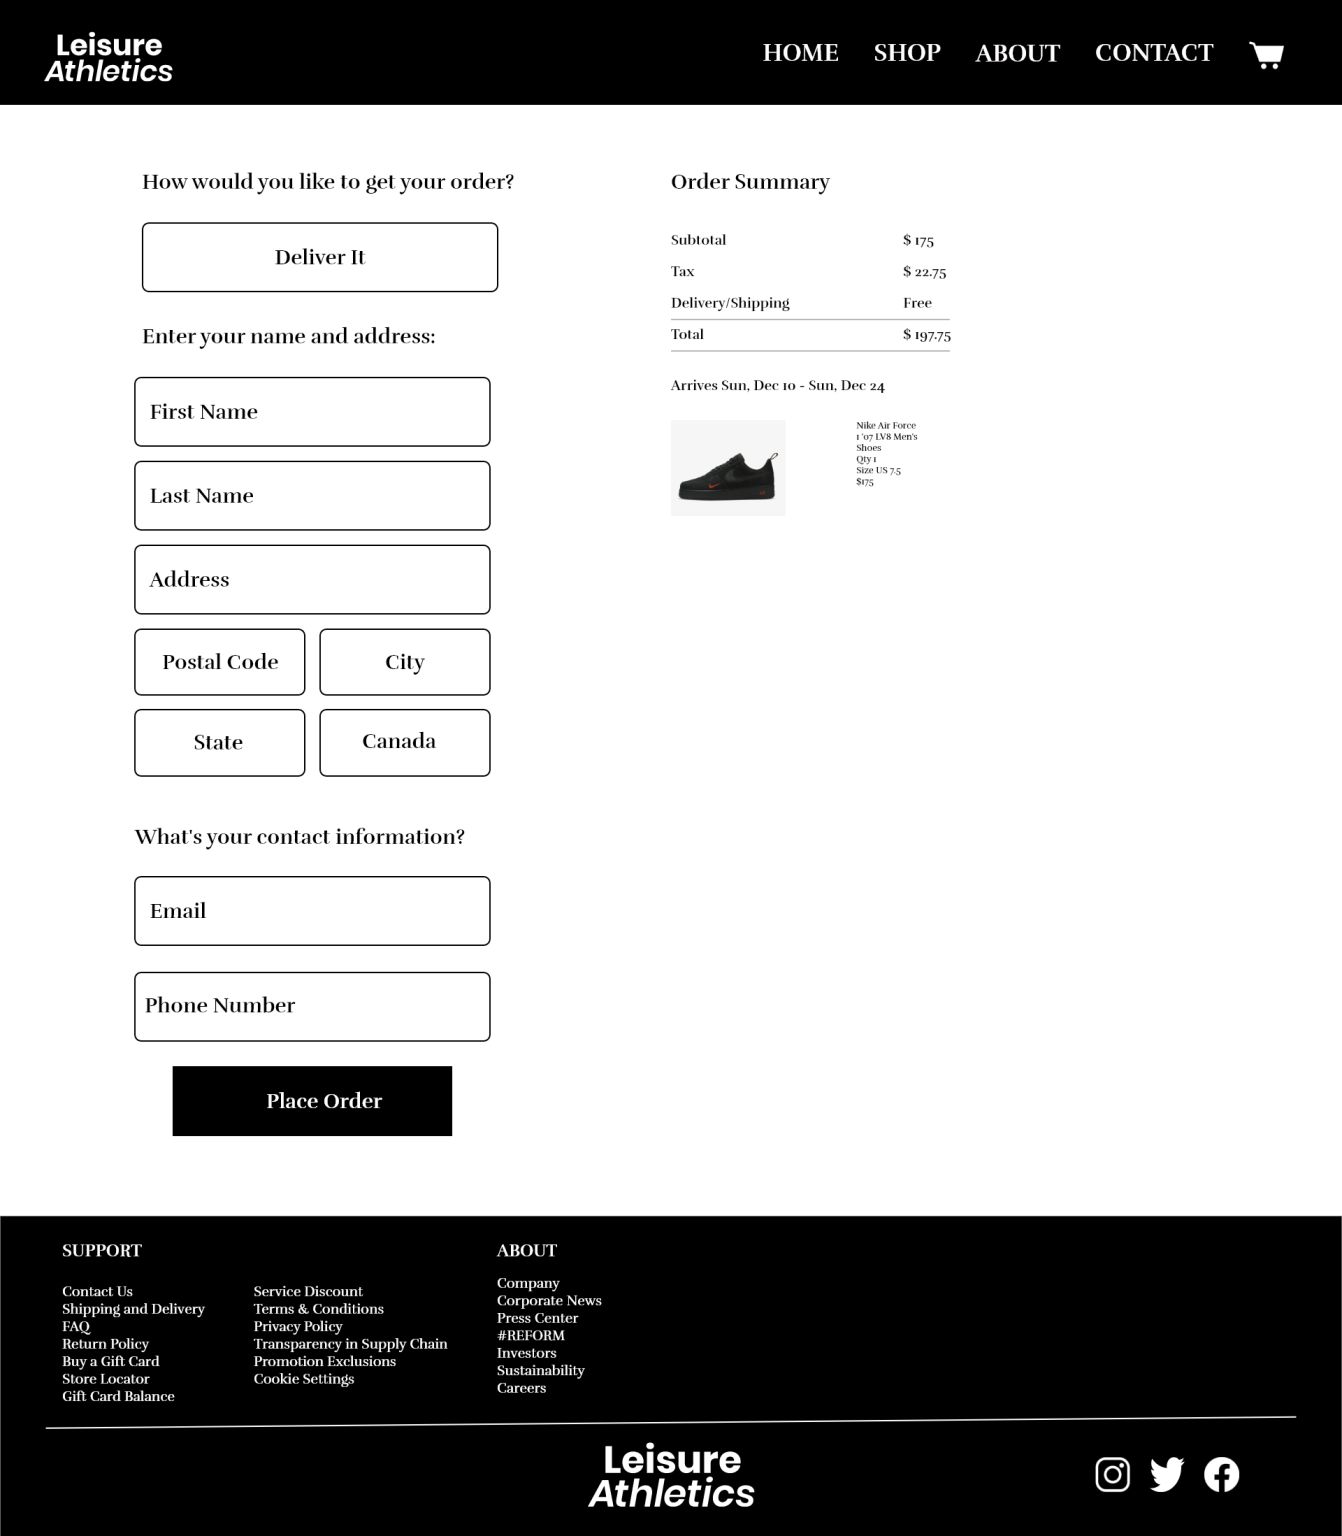 Leisure
Athletics
HOME SHOP ABOUT CONTACT
How would you like to get your order?
Deliver It
Enter your name and address:
First Name
Last Name
Address
Postal Code City
State Canada
What's your contact information?
Email
Phone Number
Place Order
Order Summary
Subtotal $ 175
Tax $ 22.75
Delivery/Shipping Free
Total $ 197.75
Arrives Sun, Dec 10 - Sun, Dec 24
Nike Air Force
1 '07 LV8 Men's
Shoes
Qty 1
Size US 7.5
$175
SUPPORT
Contact Us
Shipping and Delivery
FAQ
Return Policy
Buy a Gift Card
Store Locator
Gift Card Balance
Service Discount
Terms & Conditions
Privacy Policy
Transparency in Supply Chain
Promotion Exclusions
Cookie Settings
ABOUT
Company
Corporate News
Press Center
#REFORM
Investors
Sustainability
Careers
Leisure
Athletics